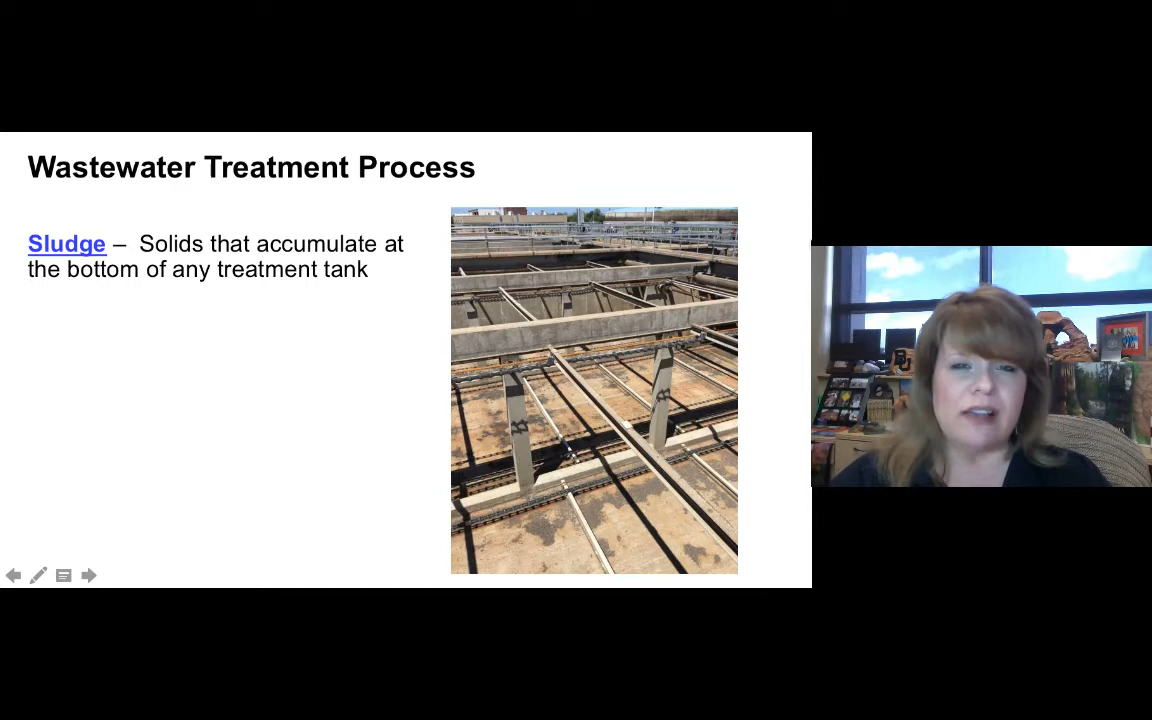 Wastewater Treatment Process
Sludge – Solids that accumulate at
the bottom of any treatment tank